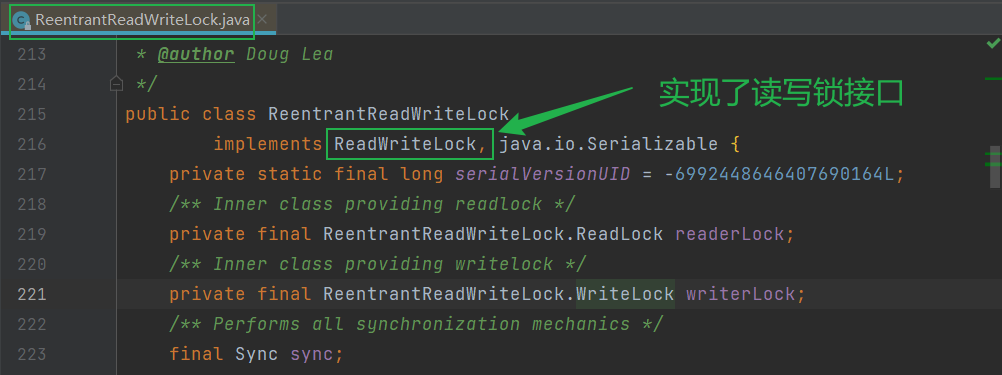 ReentrantReadWriteLock.java
213 * @author Doug Lea
214 */
实现了读写锁接口
215 public class ReentrantReadWriteLock
216 implements ReadWriteLock, java.io.Serializable {
217 private static final long serialVersionUID = -6992448646407690164L;
218 /** Inner class providing readlock */
219 private final ReentrantReadWriteLock.ReadLock readerLock;
220 /** Inner class providing writelock */
221 private final ReentrantReadWriteLock.WriteLock writerLock;
222 /** Performs all synchronization mechanics */
223 final Sync sync;